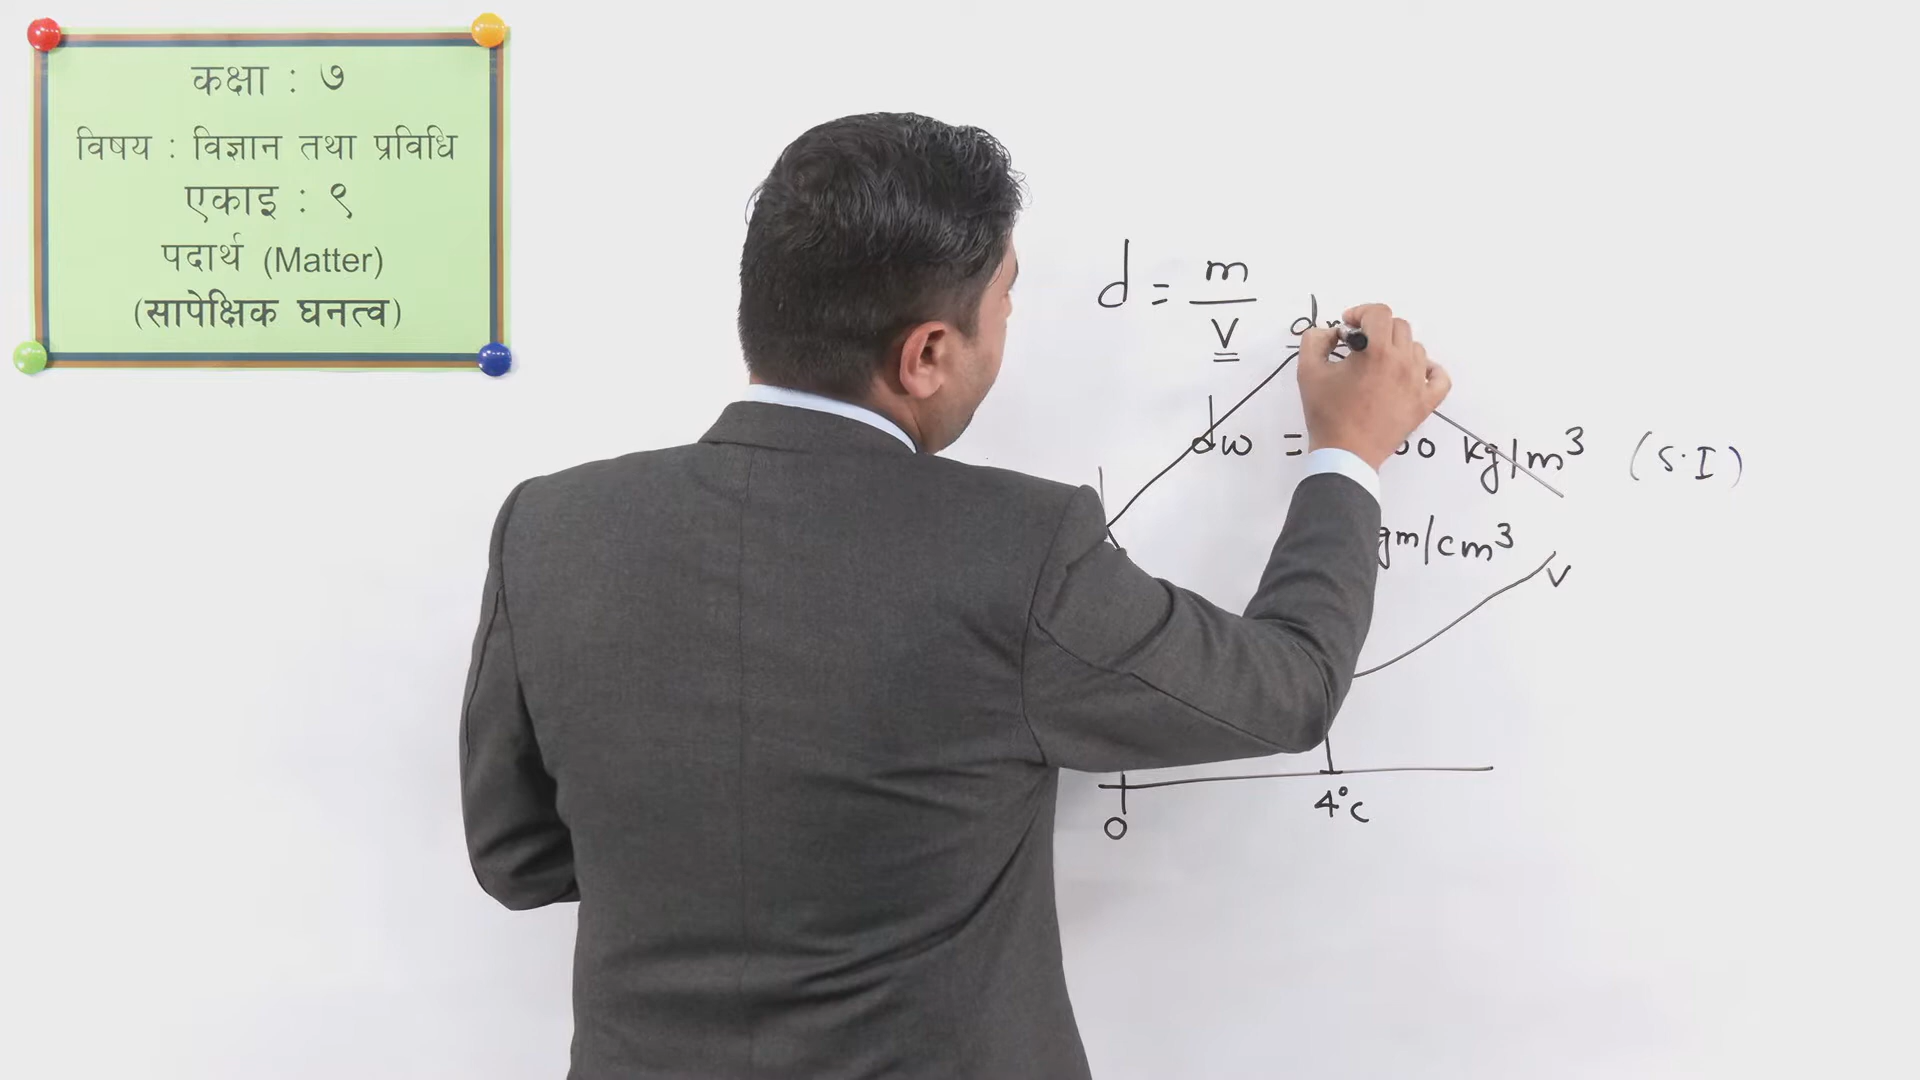 कक्षा : ७
विषय : विज्ञान तथा प्रविधि
एकाइ : ९
पदार्थ (Matter)
(सापेक्षिक घनत्व)
d = m
V
dw = kg/m³ (S.I)
gm/cm³
V
0 4°C